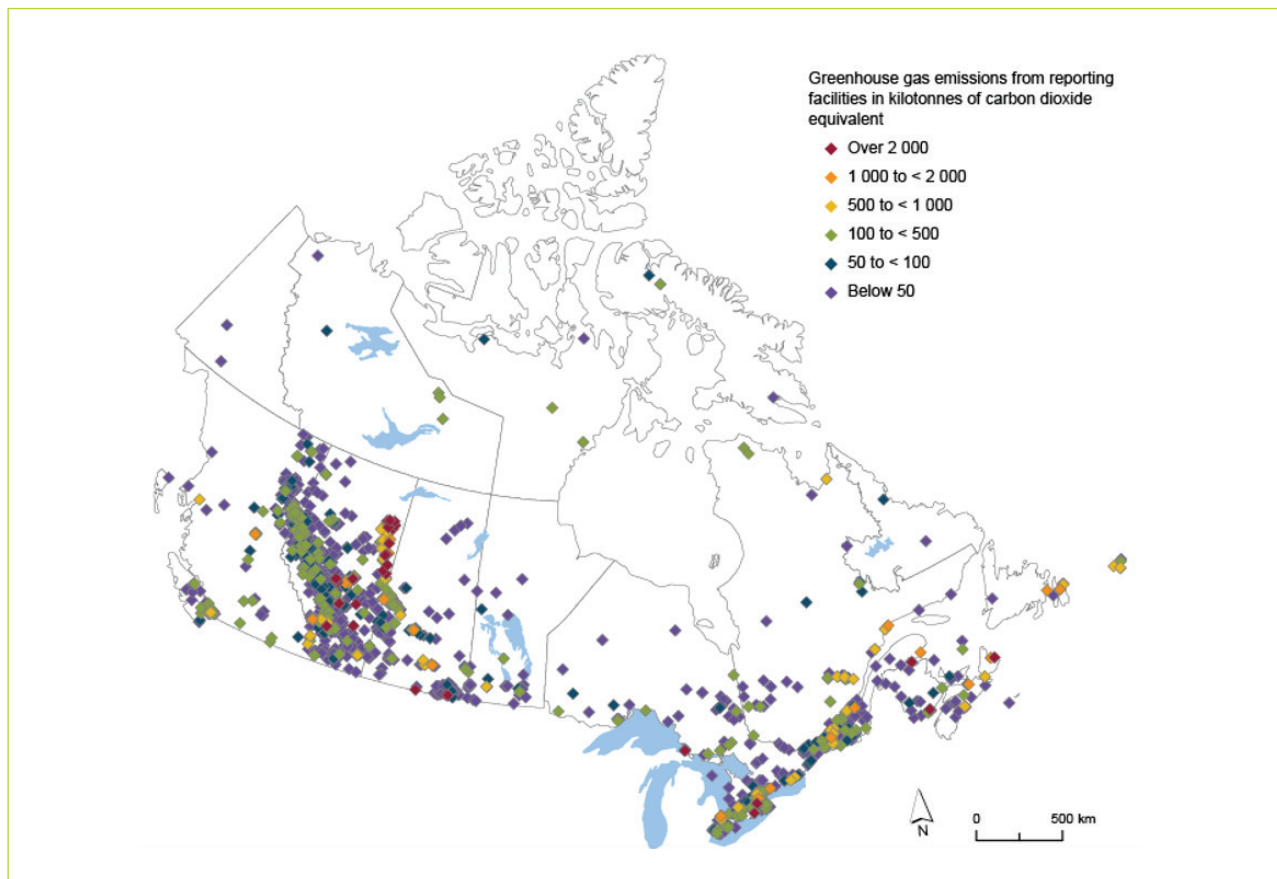 Greenhouse gas emissions from reporting
facilities in kilotonnes of carbon dioxide
equivalent
Over 2 000
1 000 to < 2 000
500 to < 1 000
100 to < 500
50 to < 100
Below 50
N
0 500 km